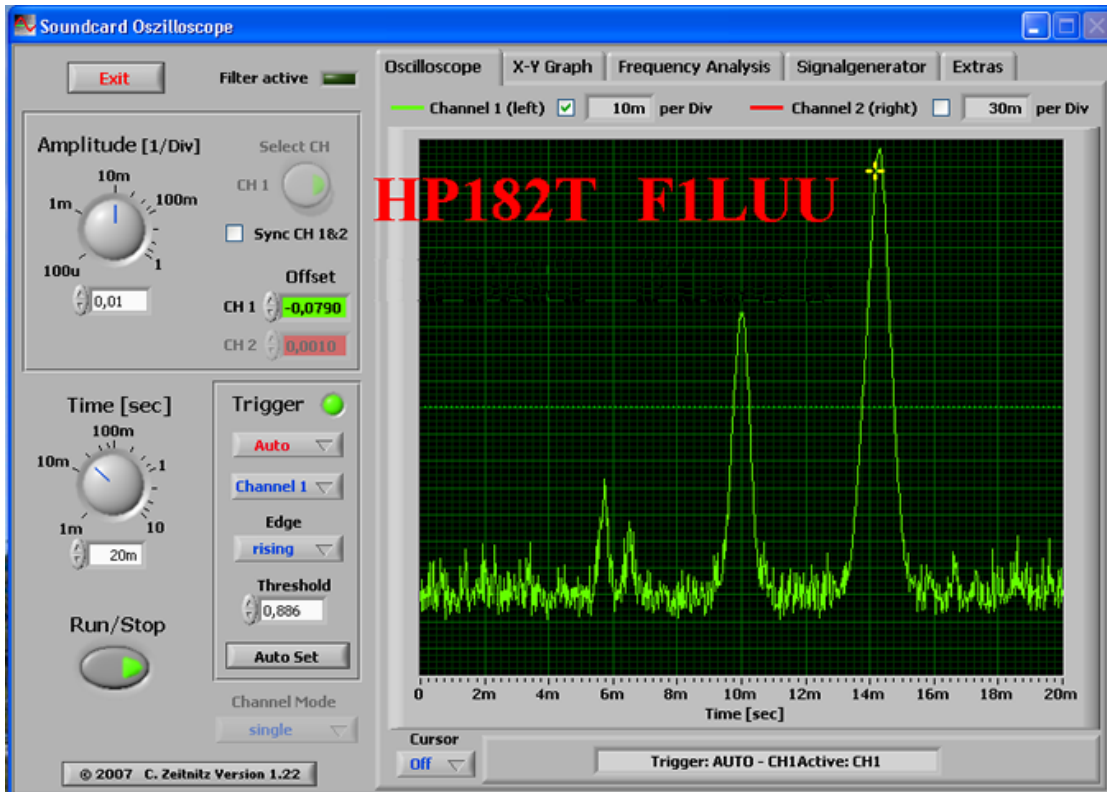 Soundcard Oszilloscope
Exit
Filter active
Oscilloscope
X-Y Graph
Frequency Analysis
Signalgenerator
Extras
Channel 1 (left) 10m per Div
Channel 2 (right) 30m per Div
Amplitude [1/Div]
10m
1m
100m
100u
1
0,01
Select CH
CH 1
Sync CH 1&2
Offset
CH 1 -0,0790
CH 2 0,0010
HP182T F1LUU
Time [sec]
100m
10m
1
1m
10
20m
Run/Stop
Trigger
Auto
Channel 1
Edge
rising
Threshold
0,886
Auto Set
Channel Mode
single
© 2007 C. Zeitnitz Version 1.22
0 2m 4m 6m 8m 10m 12m 14m 16m 18m 20m
Time [sec]
Cursor
Off
Trigger: AUTO - CH1Active: CH1